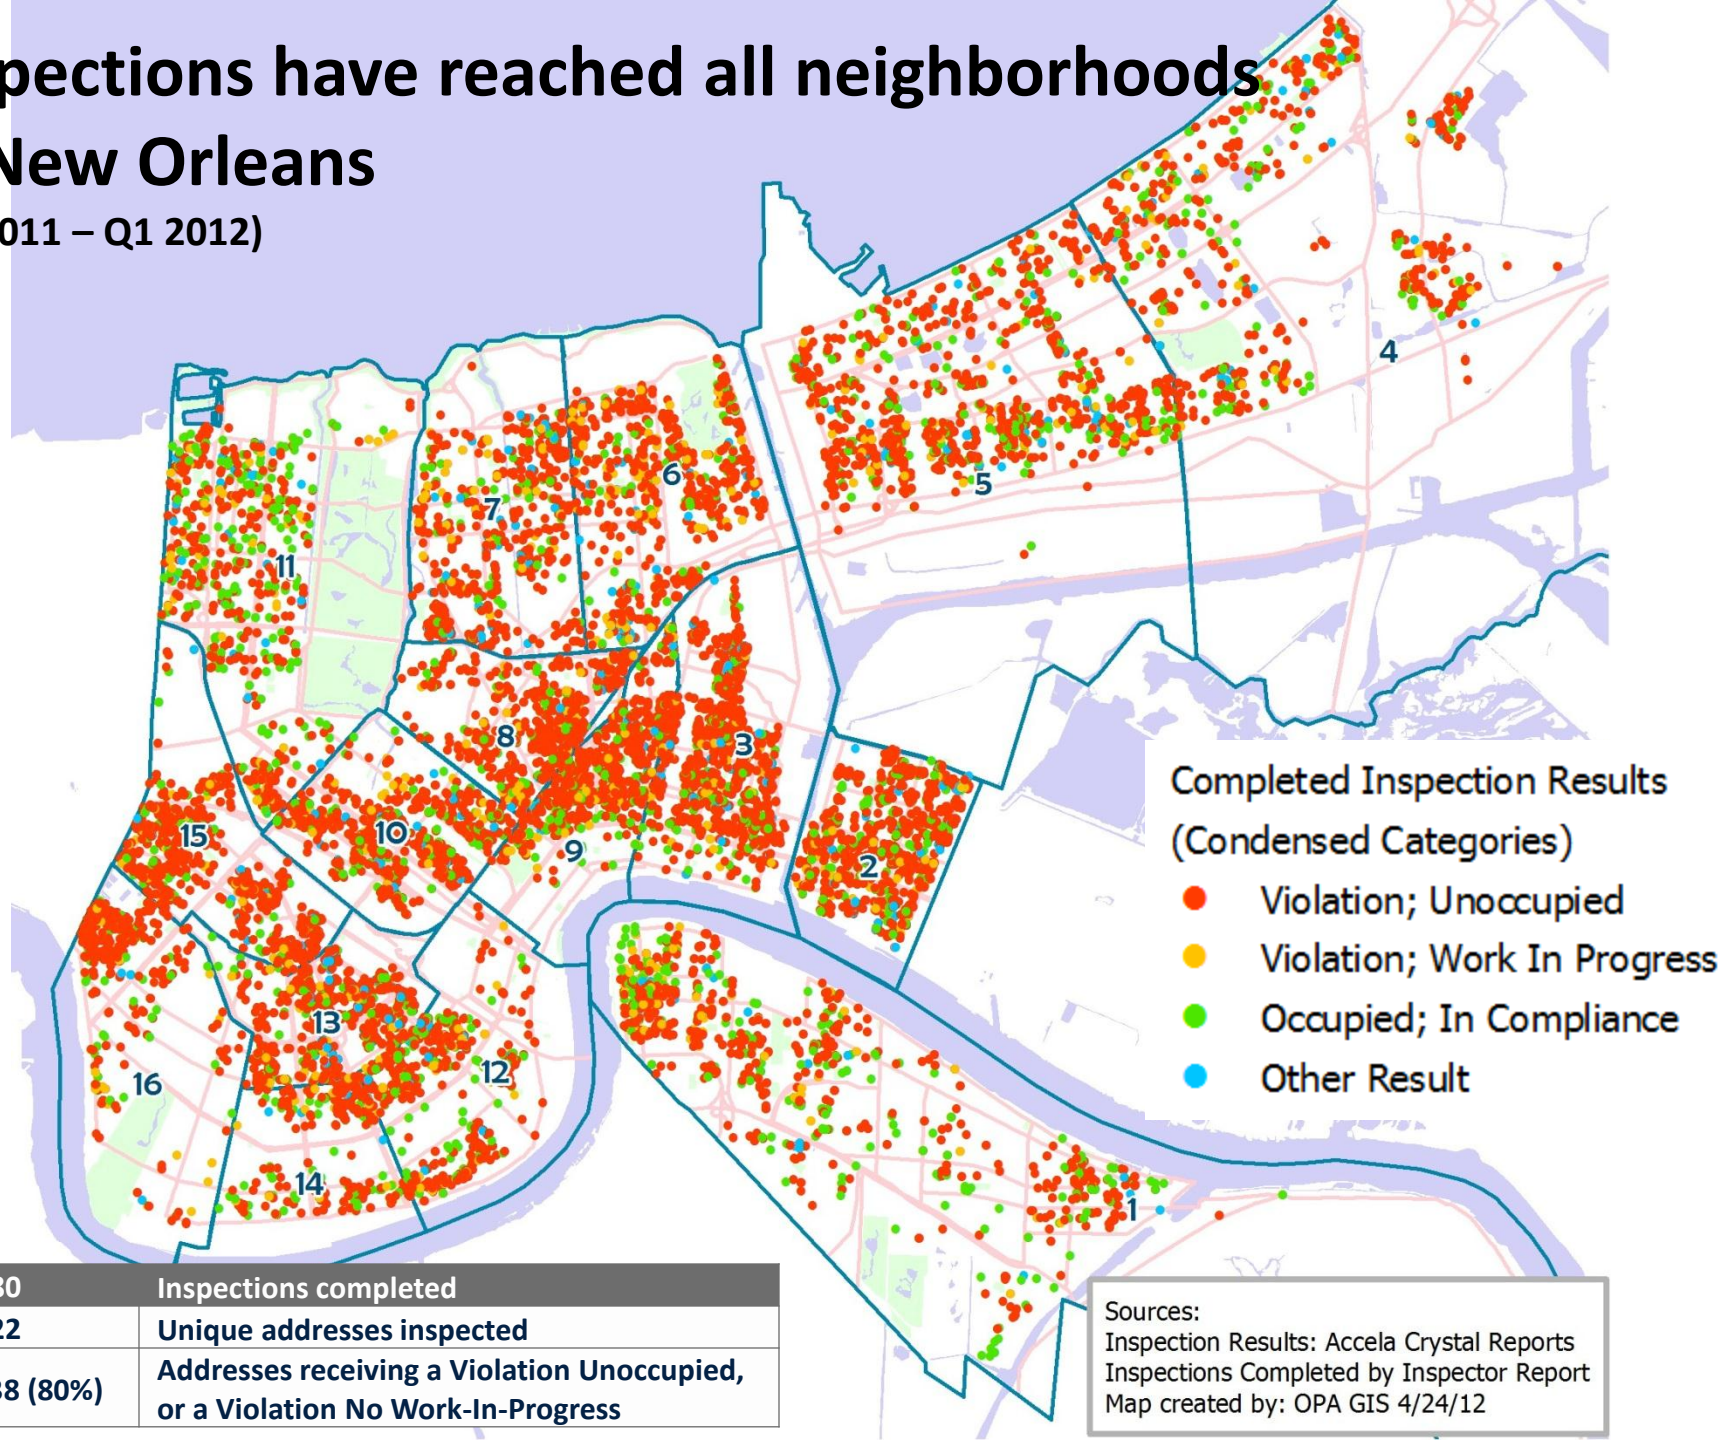 pections have reached all neighborhoods
New Orleans
011 – Q1 2012)
4
6
5
7
11
3
8
15
10
9
2
13
12
16
14
1
Completed Inspection Results
(Condensed Categories)
Violation; Unoccupied
Violation; Work In Progress
Occupied; In Compliance
Other Result
30 Inspections completed
22 Unique addresses inspected
38 (80%) Addresses receiving a Violation Unoccupied,
or a Violation No Work-In-Progress
Sources:
Inspection Results: Accela Crystal Reports
Inspections Completed by Inspector Report
Map created by: OPA GIS 4/24/12